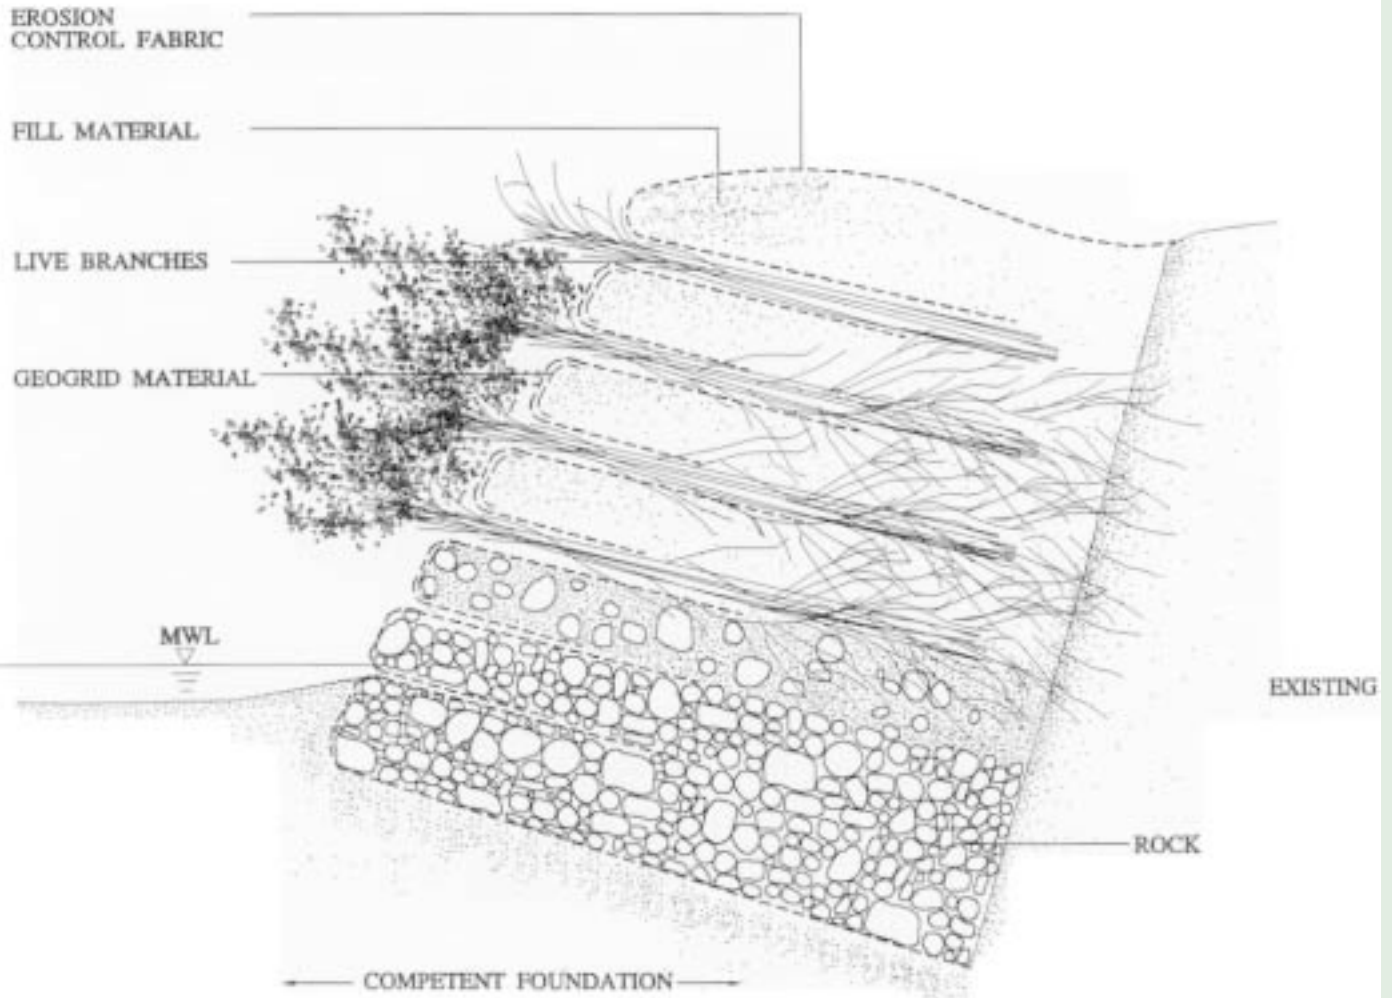 EROSION
CONTROL FABRIC
FILL MATERIAL
LIVE BRANCHES
GEOGRID MATERIAL
MWL
EXISTING
ROCK
COMPETENT FOUNDATION